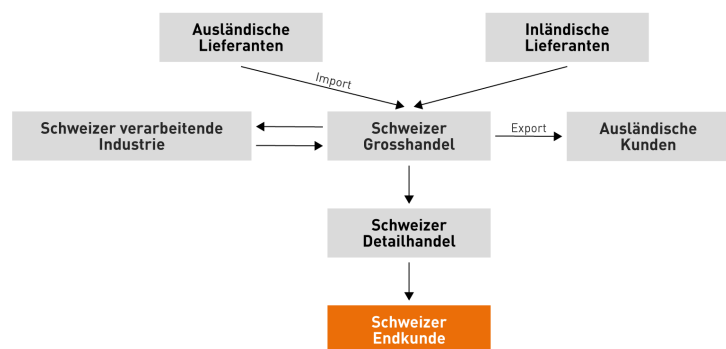 Ausländische
Lieferanten
Inländische
Lieferanten
Import
Schweizer verarbeitende
Industrie
Schweizer
Grosshandel
Export
Ausländische
Kunden
Schweizer
Detailhandel
Schweizer
Endkunde